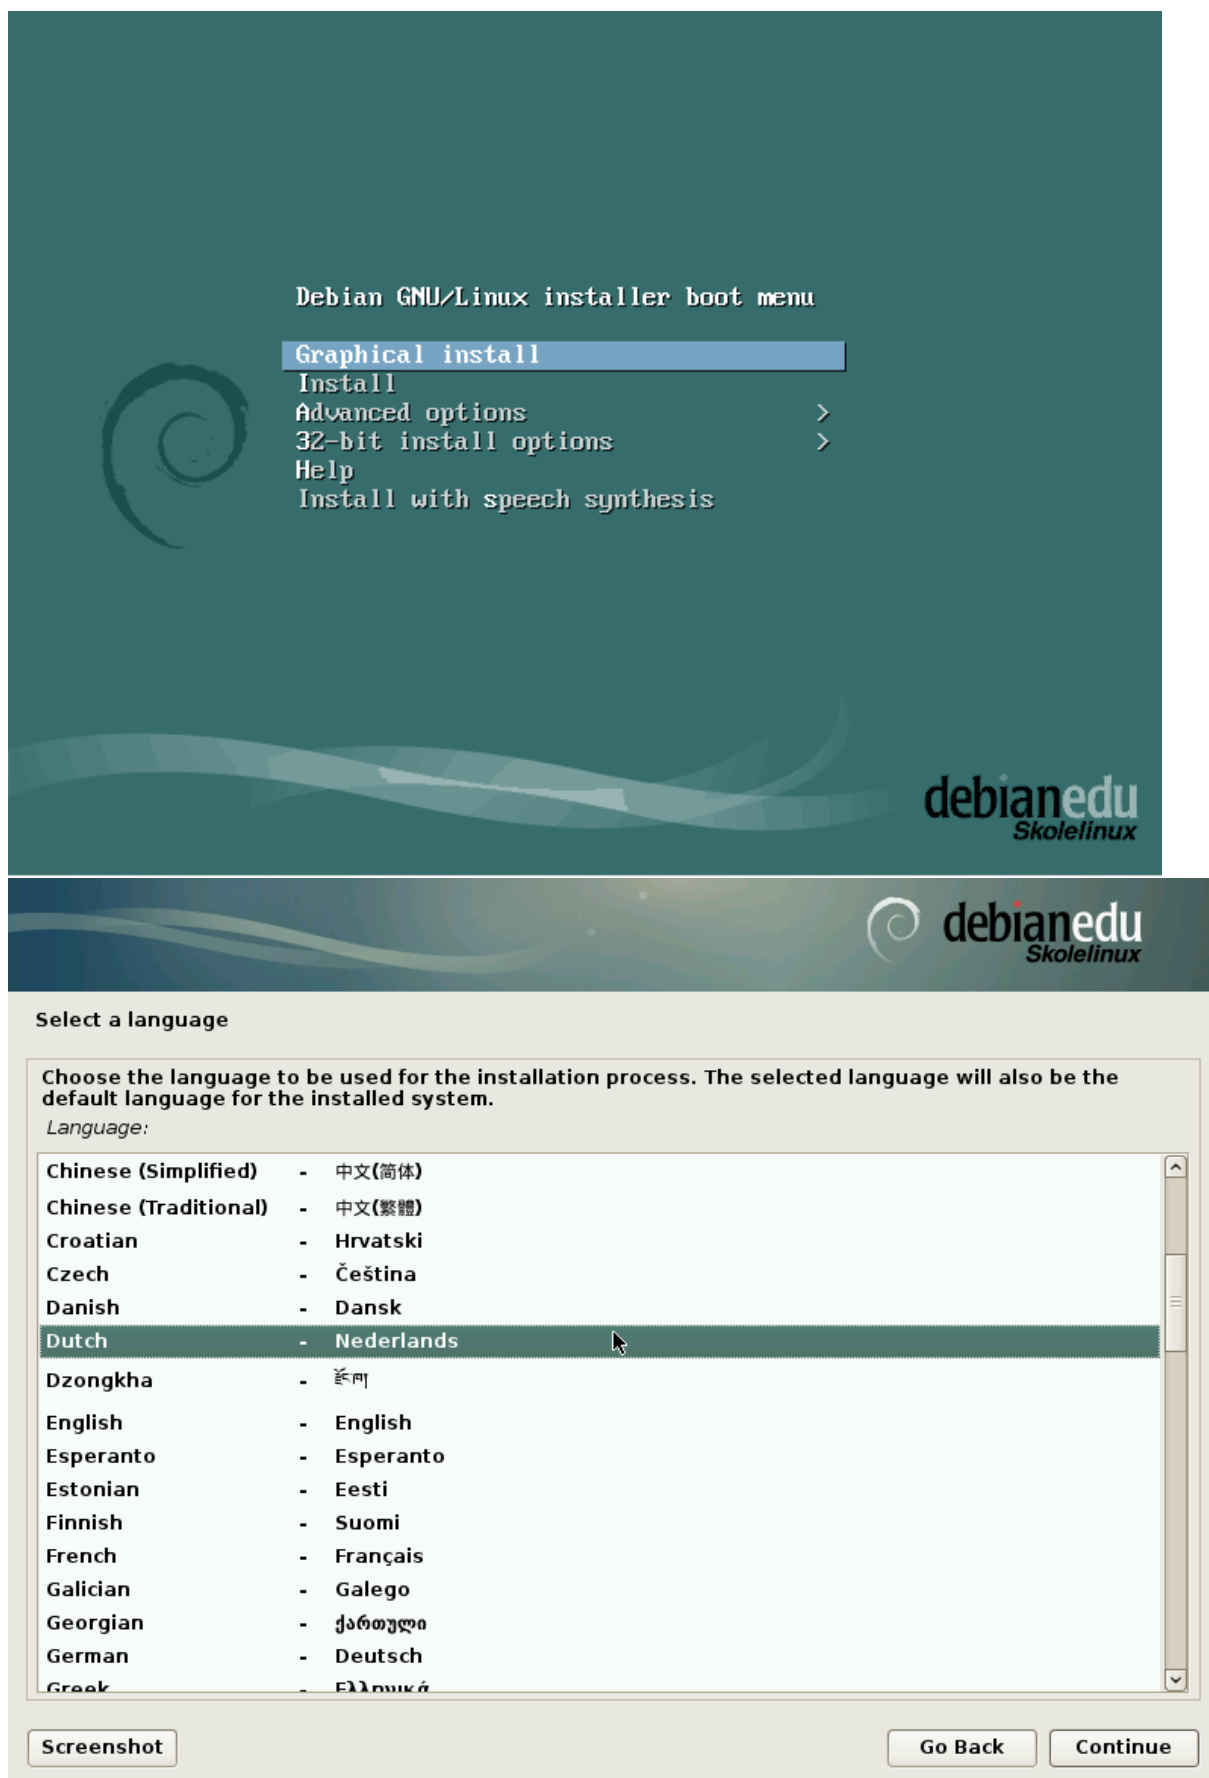 Debian GNU/Linux installer boot menu
Graphical install
Install
Advanced options >
32-bit install options >
Help
Install with speech synthesis
debianedu
Skolelinux
debianedu
Skolelinux
Select a language
Choose the language to be used for the installation process. The selected language will also be the
default language for the installed system.
Language:
Chinese (Simplified) - 中文(简体)
Chinese (Traditional) - 中文(繁體)
Croatian - Hrvatski
Czech - Čeština
Danish - Dansk
Dutch - Nederlands
Dzongkha - རྫོང་ཁ།
English - English
Esperanto - Esperanto
Estonian - Eesti
Finnish - Suomi
French - Français
Galician - Galego
Georgian - ქართული
German - Deutsch
Greek - Ελληνικά
Screenshot Go Back Continue